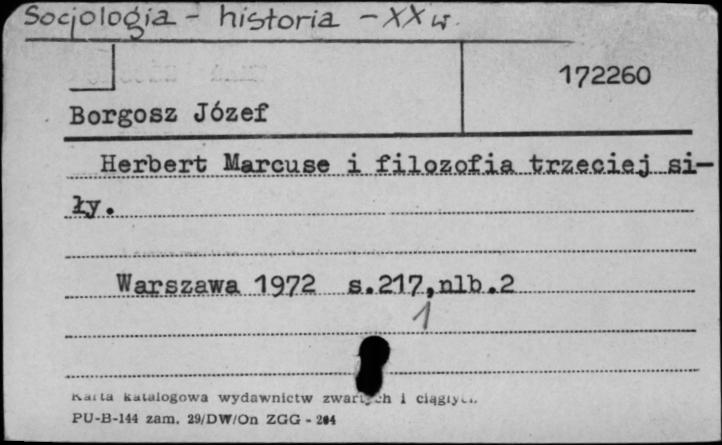 Socjologia - historia - XX w.
172260
Borgosz Józef
Herbert Marcuse i filozofia trzeciej si-
ły.
Warszawa 1972 s.217,nlb.2
1
Karta katalogowa wydawnictw zwartych i ciągłych.
PU-B-144 zam. 29/DW/On ZGG - 204